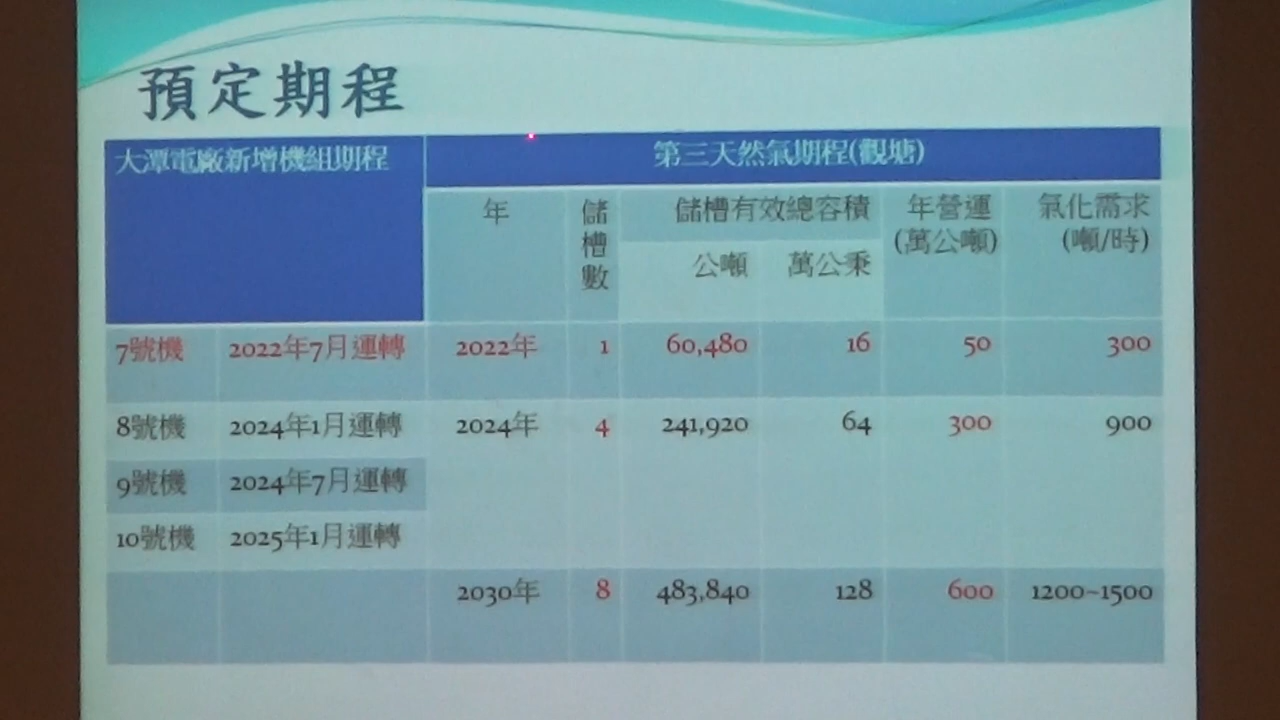 預定期程
大潭電廠新增機組期程 第三天然氣期程(觀塘)
年 儲槽數 儲槽有效總容積 年營運(萬公噸) 氣化需求(噸/時)
公噸 萬公秉
7號機 2022年7月運轉 2022年 1 60,480 16 50 300
8號機 2024年1月運轉 2024年 4 241,920 64 300 900
9號機 2024年7月運轉
10號機 2025年1月運轉
2030年 8 483,840 128 600 1200~1500